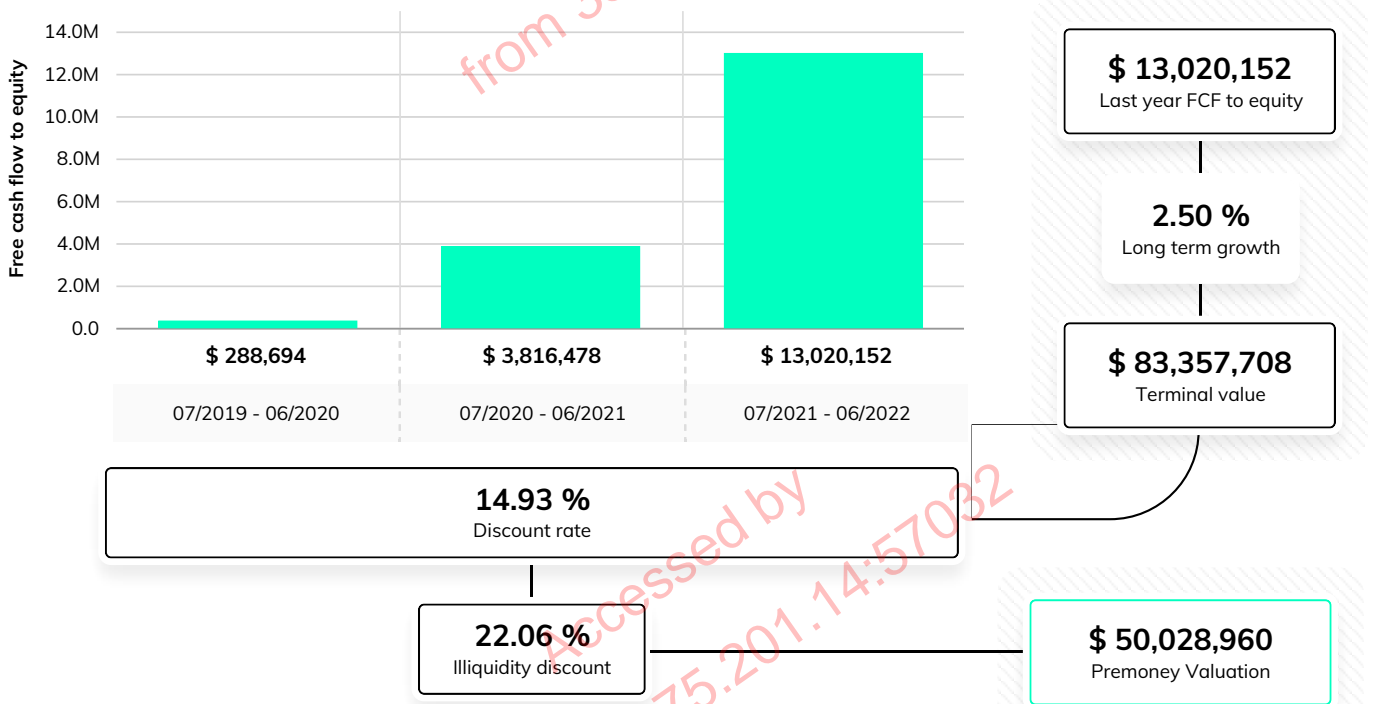 Free cash flow to equity
14.0M
12.0M
10.0M
8.0M
6.0M
4.0M
2.0M
0.0
$ 288,694
$ 3,816,478
$ 13,020,152
07/2019 - 06/2020
07/2020 - 06/2021
07/2021 - 06/2022
$ 13,020,152
Last year FCF to equity
2.50 %
Long term growth
$ 83,357,708
Terminal value
14.93 %
Discount rate
22.06 %
Illiquidity discount
$ 50,028,960
Premoney Valuation
Accessed by
from
75.201.14:57032